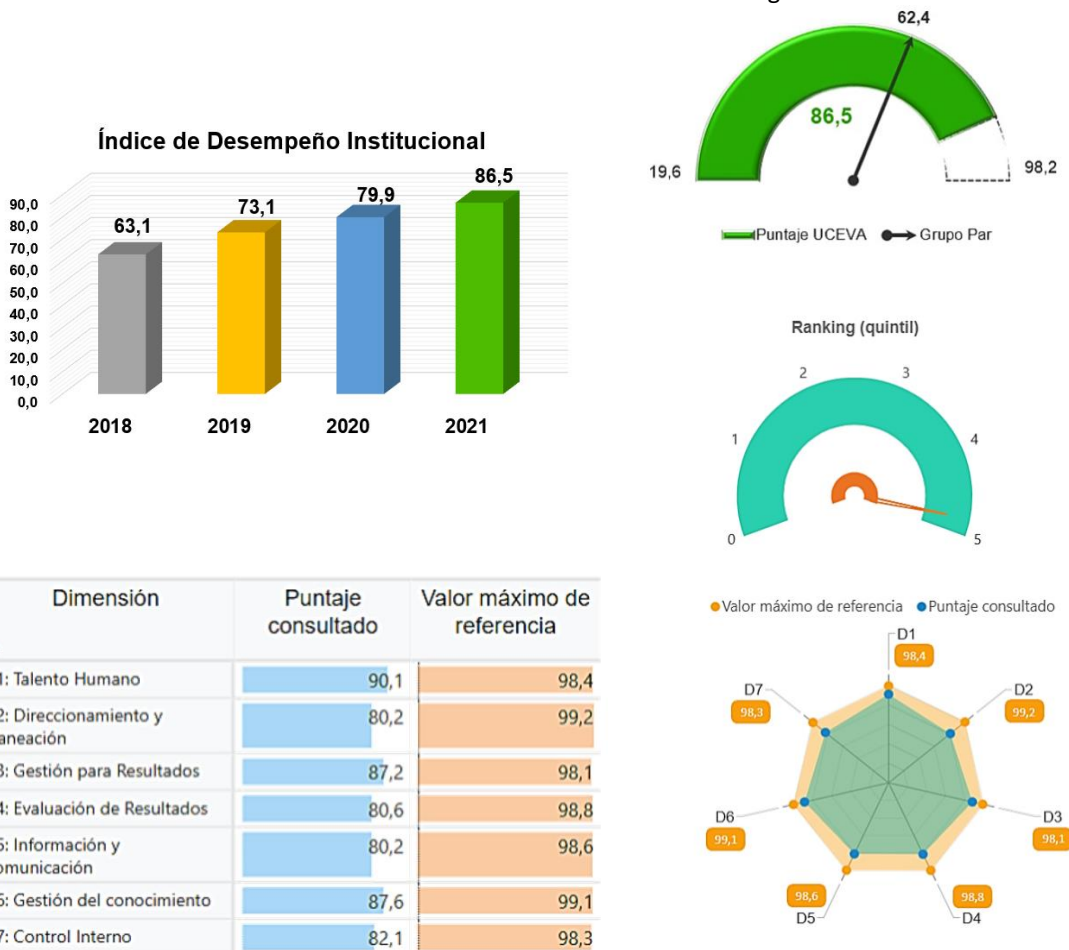 62,4
86,5
19,6
98,2
Puntaje UCEVA Grupo Par
Índice de Desempeño Institucional
90,0
80,0
70,0
60,0
50,0
40,0
30,0
20,0
10,0
0,0
63,1
73,1
79,9
86,5
2018 2019 2020 2021
Ranking (quintil)
0
1
2
3
4
5
Dimensión Puntaje consultado Valor máximo de referencia
1: Talento Humano 90,1 98,4
2: Direccionamiento y 80,2 99,2
aneación
3: Gestión para Resultados 87,2 98,1
4: Evaluación de Resultados 80,6 98,8
5: Información y 80,2 98,6
omunicación
6: Gestión del conocimiento 87,6 99,1
7: Control Interno 82,1 98,3
Valor máximo de referencia Puntaje consultado
D1
98,4
D2
99,2
D3
98,1
D4
98,8
D5
98,6
D6
99,1
D7
98,3